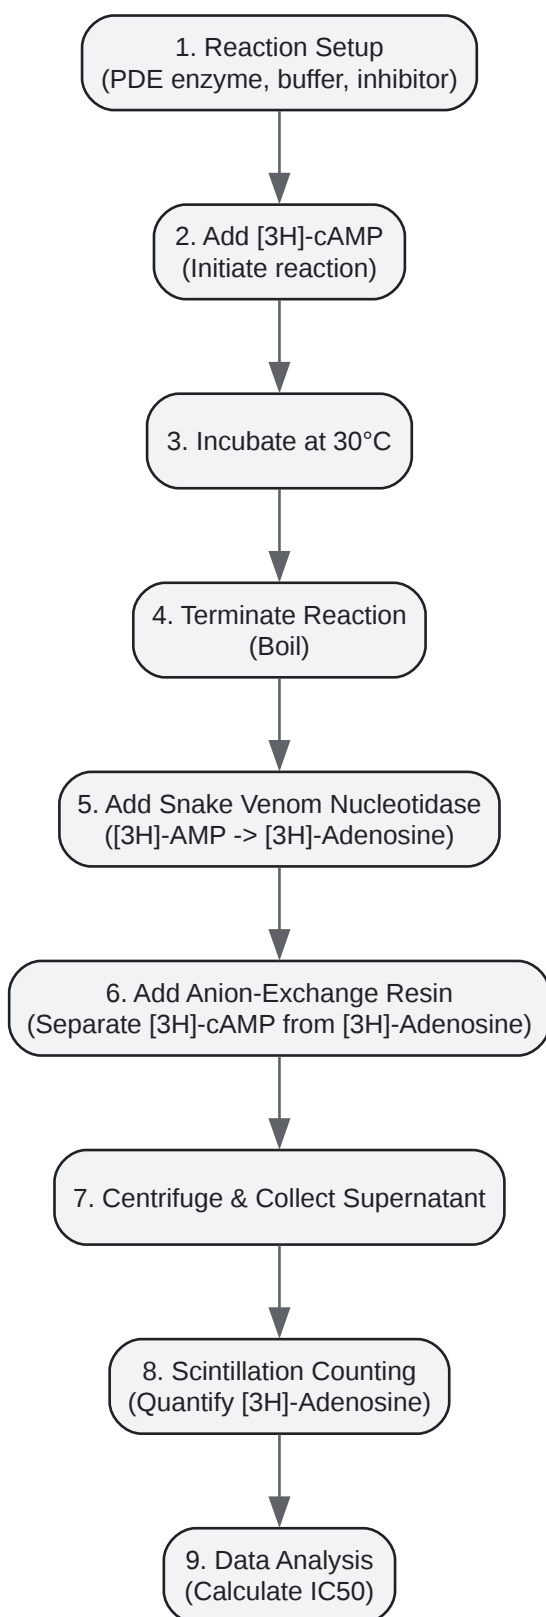 1. Reaction Setup
(PDE enzyme, buffer, inhibitor)
2. Add [3H]-cAMP
(Initiate reaction)
3. Incubate at 30°C
4. Terminate Reaction
(Boil)
5. Add Snake Venom Nucleotidase
([3H]-AMP -> [3H]-Adenosine)
6. Add Anion-Exchange Resin
(Separate [3H]-cAMP from [3H]-Adenosine)
7. Centrifuge & Collect Supernatant
8. Scintillation Counting
(Quantify [3H]-Adenosine)
9. Data Analysis
(Calculate IC50)